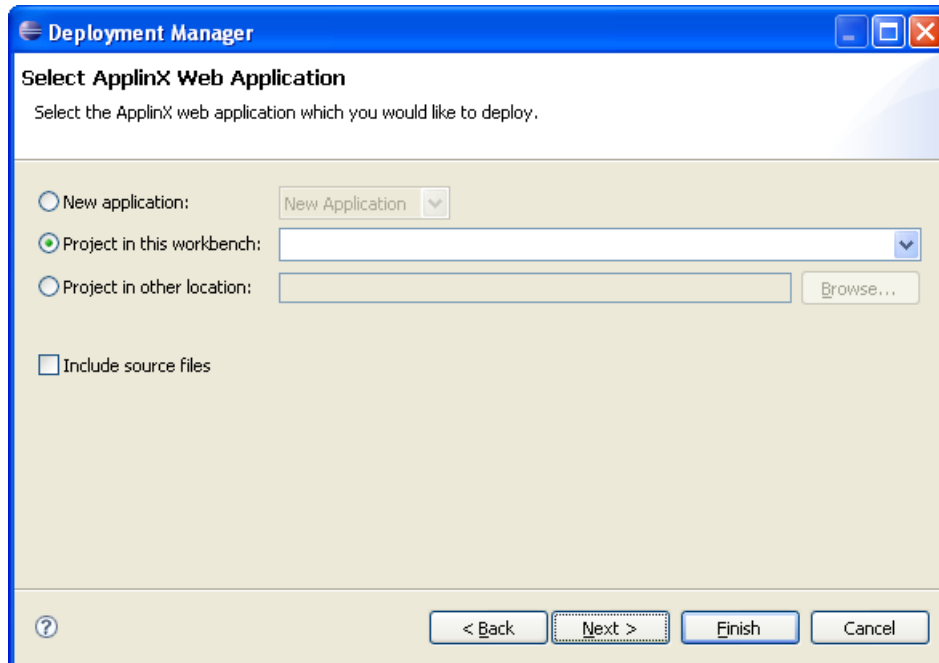 Deployment Manager
Select ApplinX Web Application
Select the ApplinX web application which you would like to deploy.
New application: New Application
Project in this workbench:
Project in other location: Browse...
Include source files
< Back Next > Finish Cancel